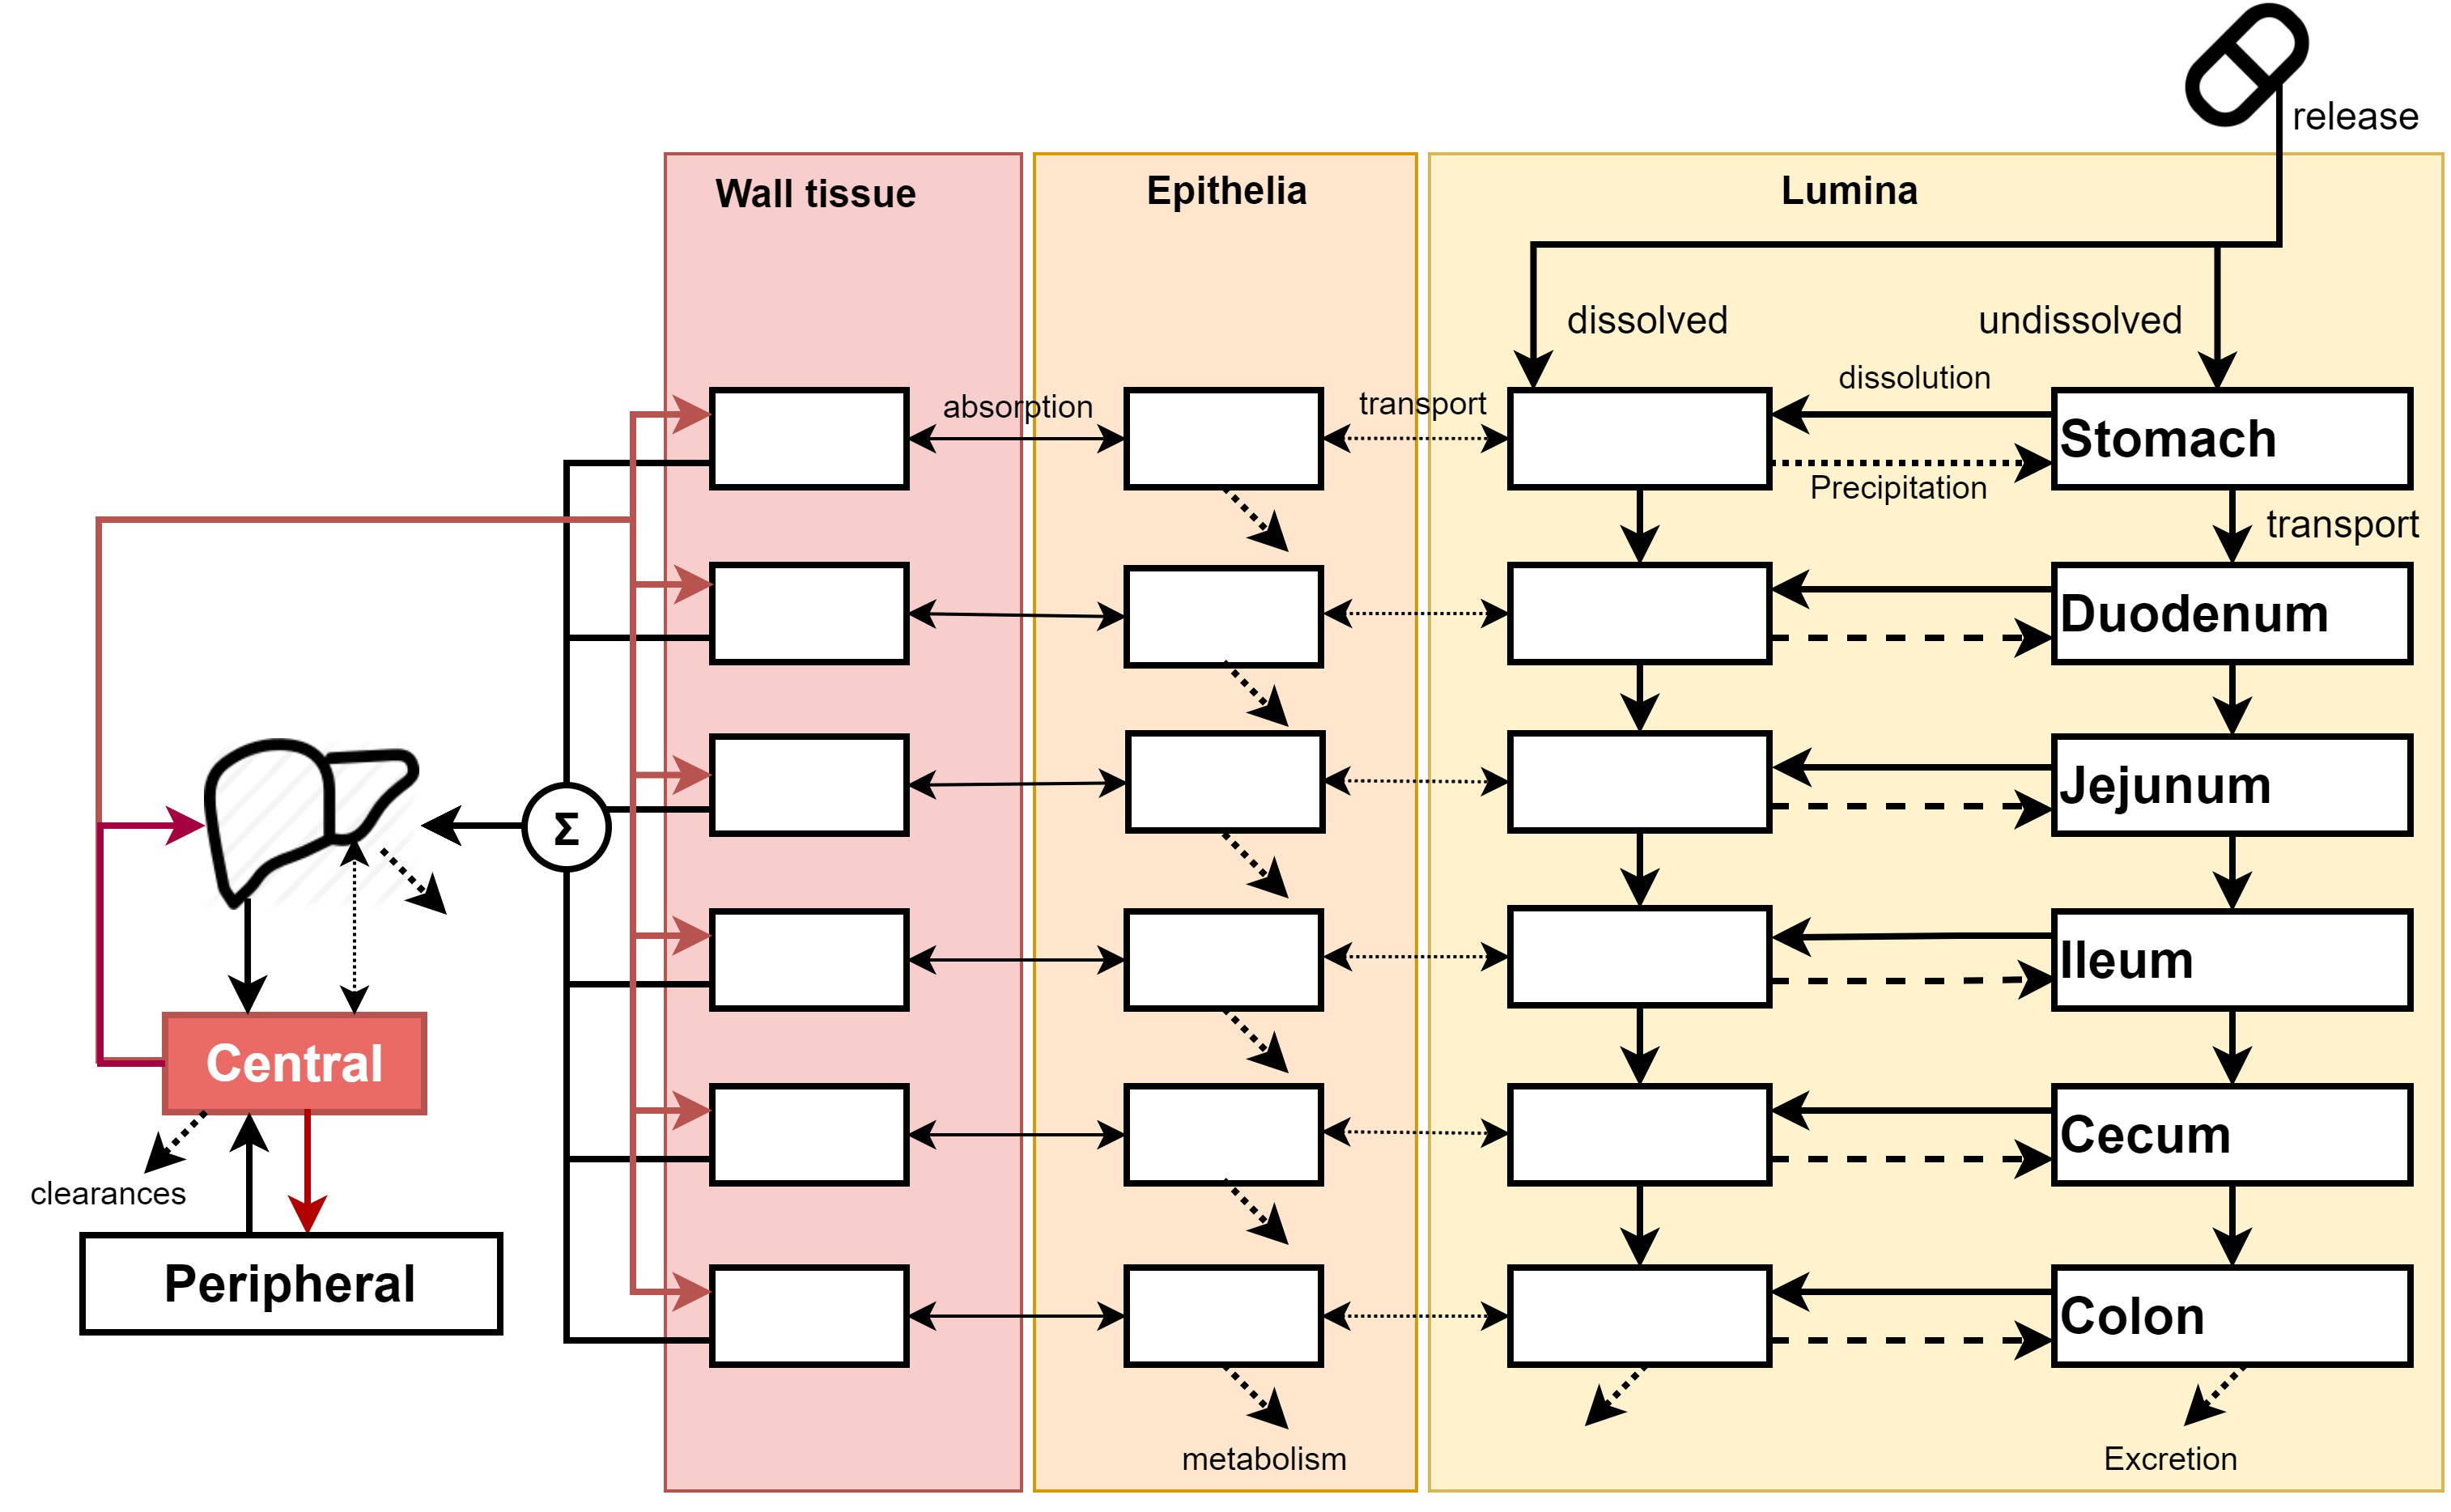 release
Wall tissue
Epithelia
Lumina
dissolved
undissolved
dissolution
absorption
transport
Stomach
Precipitation
transport
Duodenum
Jejunum
Σ
Ileum
Central
Cecum
clearances
Peripheral
Colon
metabolism
Excretion